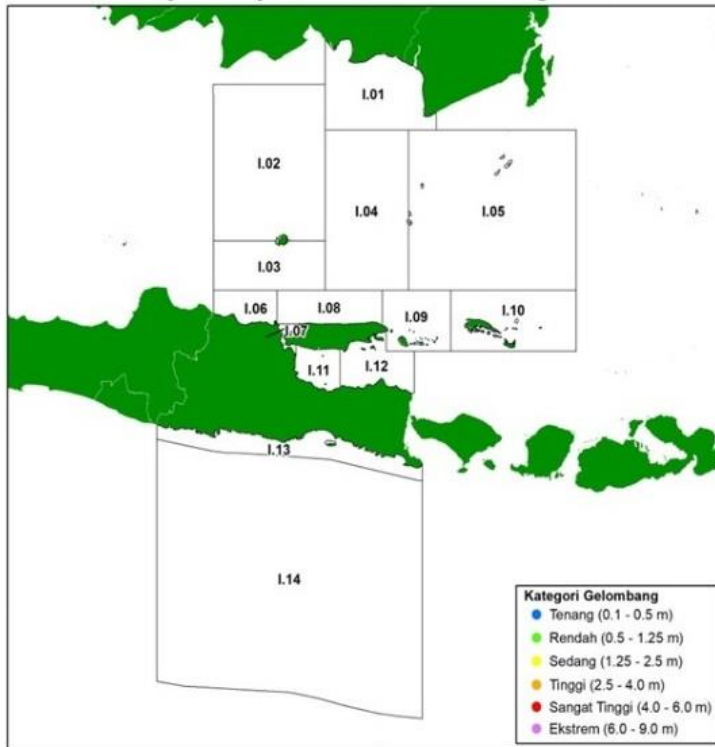 I.01
I.02
I.04
I.05
I.03
I.06
I.08
I.09
I.10
I.07
I.11
I.12
I.13
I.14
Kategori Gelombang
Tenang (0.1 - 0.5 m)
Rendah (0.5 - 1.25 m)
Sedang (1.25 - 2.5 m)
Tinggi (2.5 - 4.0 m)
Sangat Tinggi (4.0 - 6.0 m)
Ekstrem (6.0 - 9.0 m)